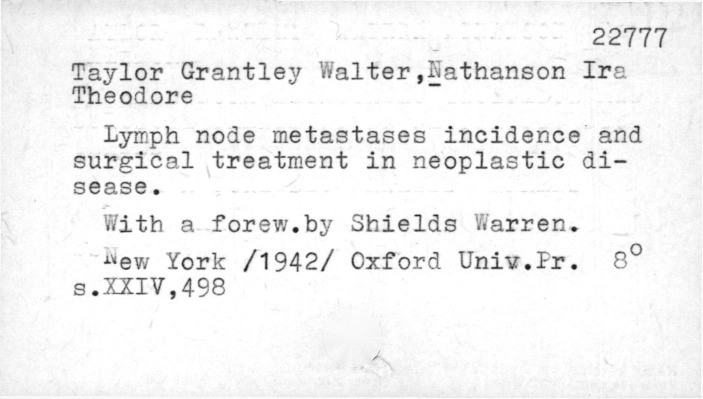 22777
Taylor Grantley Walter,Nathanson Ira
Theodore
Lymph node metastases incidence and
surgical treatment in neoplastic di-
sease.
With a forew.by Shields Warren.
New York /1942/ Oxford Univ.Pr. 8°
s.XXIV,498